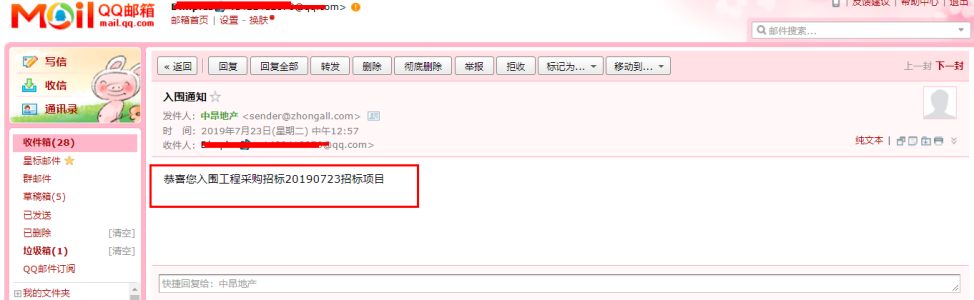 MOil QQ邮箱 mail.qq.com
qq.com>
邮箱首页 | 设置 - 换肤
| 反馈建议 | 帮助中心 | 退出
邮件搜索...
写信
收信
通讯录
收件箱(28)
星标邮件
群邮件
草稿箱(5)
已发送
已删除 [清空]
垃圾箱(1) [清空]
QQ邮件订阅
我的文件夹
« 返回 回复 回复全部 转发 删除 彻底删除 举报 拒收 标记为... 移动到... 上一封 下一封
入围通知
发件人：中昂地产 <sender@zhongall.com>
时 间：2019年7月23日(星期二) 中午12:57
收件人： @qq.com>
纯文本 |
恭喜您入围工程采购招标20190723招标项目
快捷回复给：中昂地产